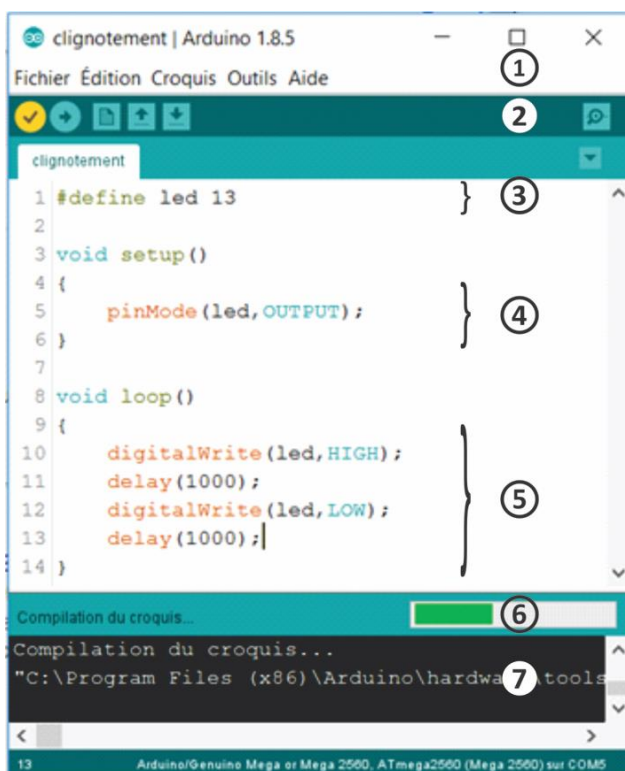 clignotement | Arduino 1.8.5
Fichier Édition Croquis Outils Aide ①
②
clignotement
1 #define led 13 } ③
2
3 void setup()
4 {
5 pinMode(led,OUTPUT); } ④
6 }
7
8 void loop()
9 {
10 digitalWrite(led,HIGH);
11 delay(1000);
12 digitalWrite(led,LOW); } ⑤
13 delay(1000);
14 }
Compilation du croquis... ⑥
Compilation du croquis...
"C:\Program Files (x86)\Arduino\hardwa ⑦ \tools
13 Arduino/Genuino Mega or Mega 2560, ATmega2560 (Mega 2560) sur COM5